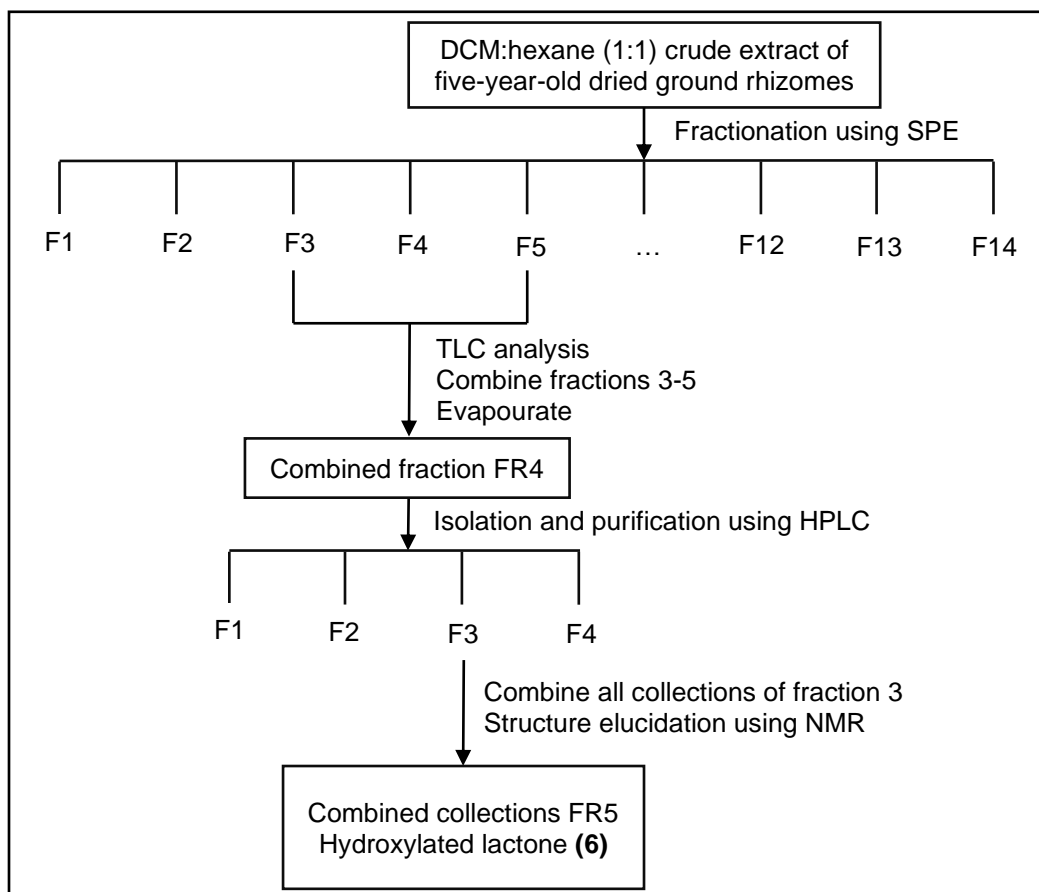 DCM:hexane (1:1) crude extract of
five-year-old dried ground rhizomes
Fractionation using SPE
F1 F2 F3 F4 F5 … F12 F13 F14
TLC analysis
Combine fractions 3-5
Evapourate
Combined fraction FR4
Isolation and purification using HPLC
F1 F2 F3 F4
Combine all collections of fraction 3
Structure elucidation using NMR
Combined collections FR5
Hydroxylated lactone (6)